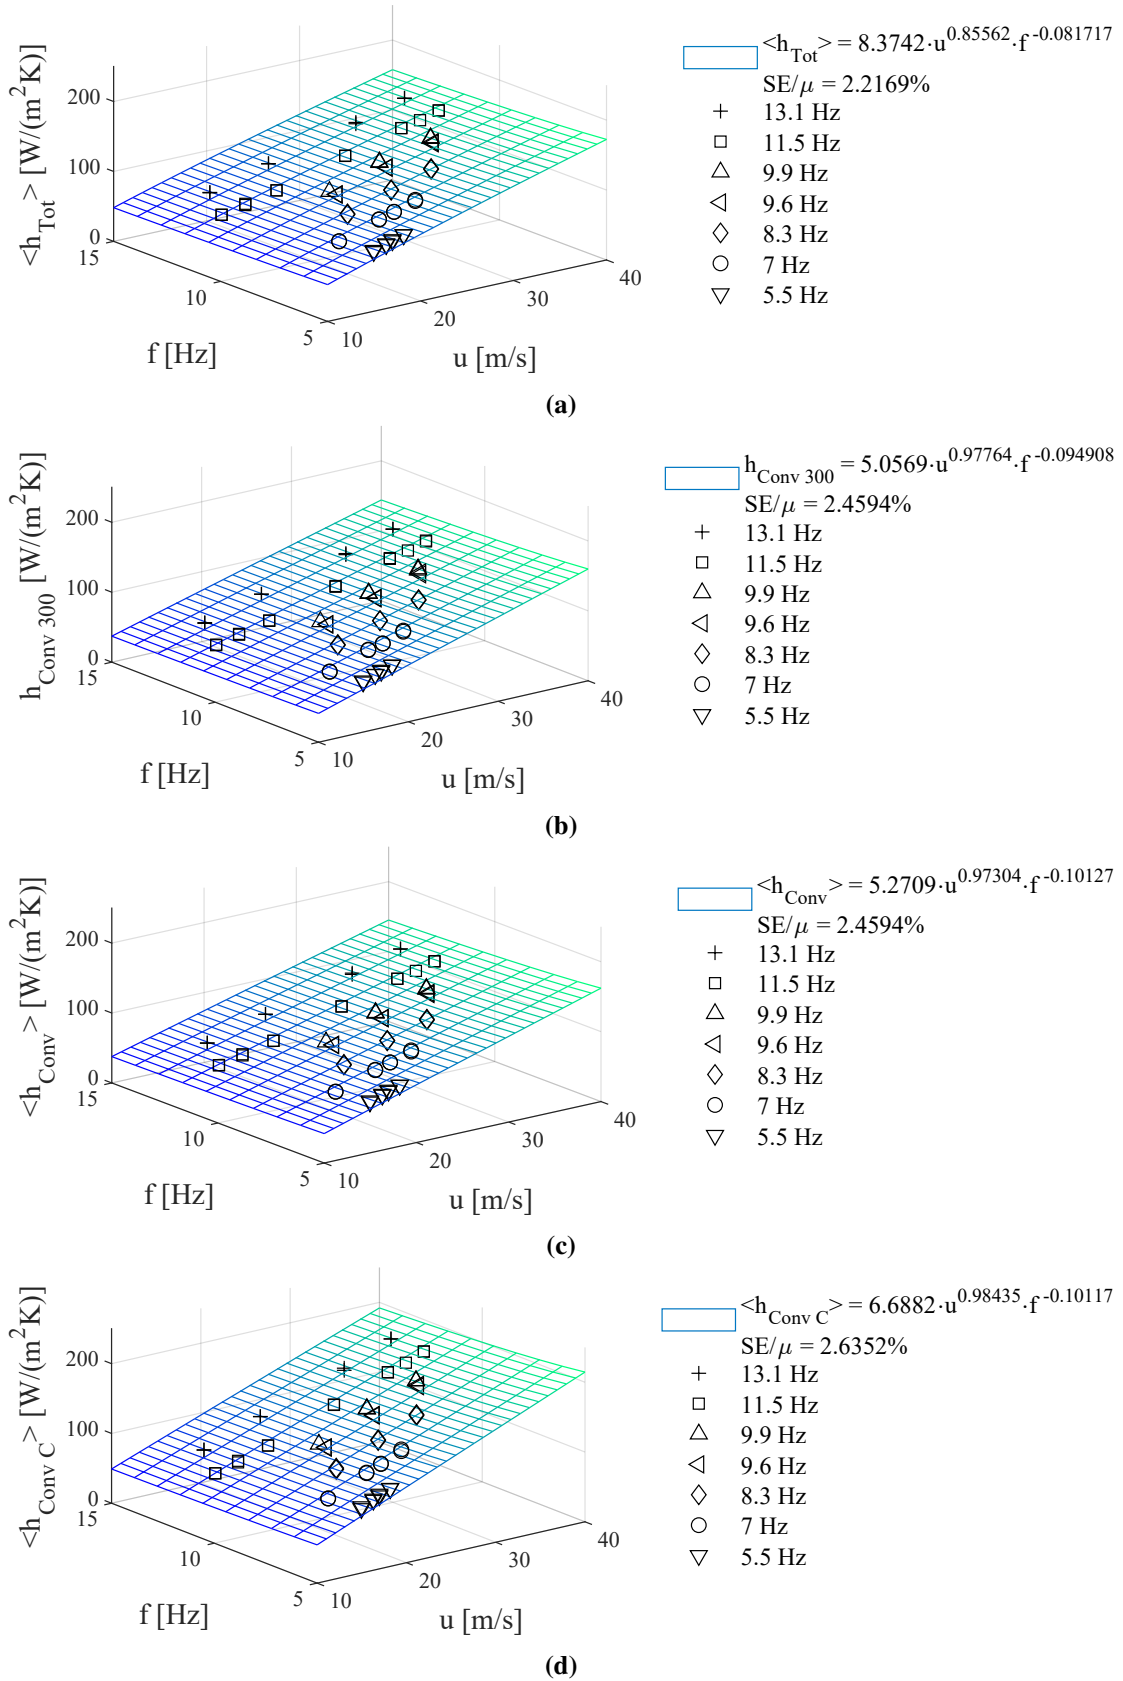 <h_Tot> = 8.3742·u^0.85562·f^-0.081717
SE/μ = 2.2169%
13.1 Hz
11.5 Hz
9.9 Hz
9.6 Hz
8.3 Hz
7 Hz
5.5 Hz
<h_Tot> [W/(m^2K)]
200
100
0
15
10
5
f [Hz]
10
20
30
40
u [m/s]
(a)
h_Conv 300 = 5.0569·u^0.97764·f^-0.094908
SE/μ = 2.4594%
13.1 Hz
11.5 Hz
9.9 Hz
9.6 Hz
8.3 Hz
7 Hz
5.5 Hz
h_Conv 300 [W/(m^2K)]
200
100
0
15
10
5
f [Hz]
10
20
30
40
u [m/s]
(b)
<h_Conv> = 5.2709·u^0.97304·f^-0.10127
SE/μ = 2.4594%
13.1 Hz
11.5 Hz
9.9 Hz
9.6 Hz
8.3 Hz
7 Hz
5.5 Hz
<h_Conv> [W/(m^2K)]
200
100
0
15
10
5
f [Hz]
10
20
30
40
u [m/s]
(c)
<h_Conv C> = 6.6882·u^0.98435·f^-0.10117
SE/μ = 2.6352%
13.1 Hz
11.5 Hz
9.9 Hz
9.6 Hz
8.3 Hz
7 Hz
5.5 Hz
<h_Conv C> [W/(m^2K)]
200
100
0
15
10
5
f [Hz]
10
20
30
40
u [m/s]
(d)